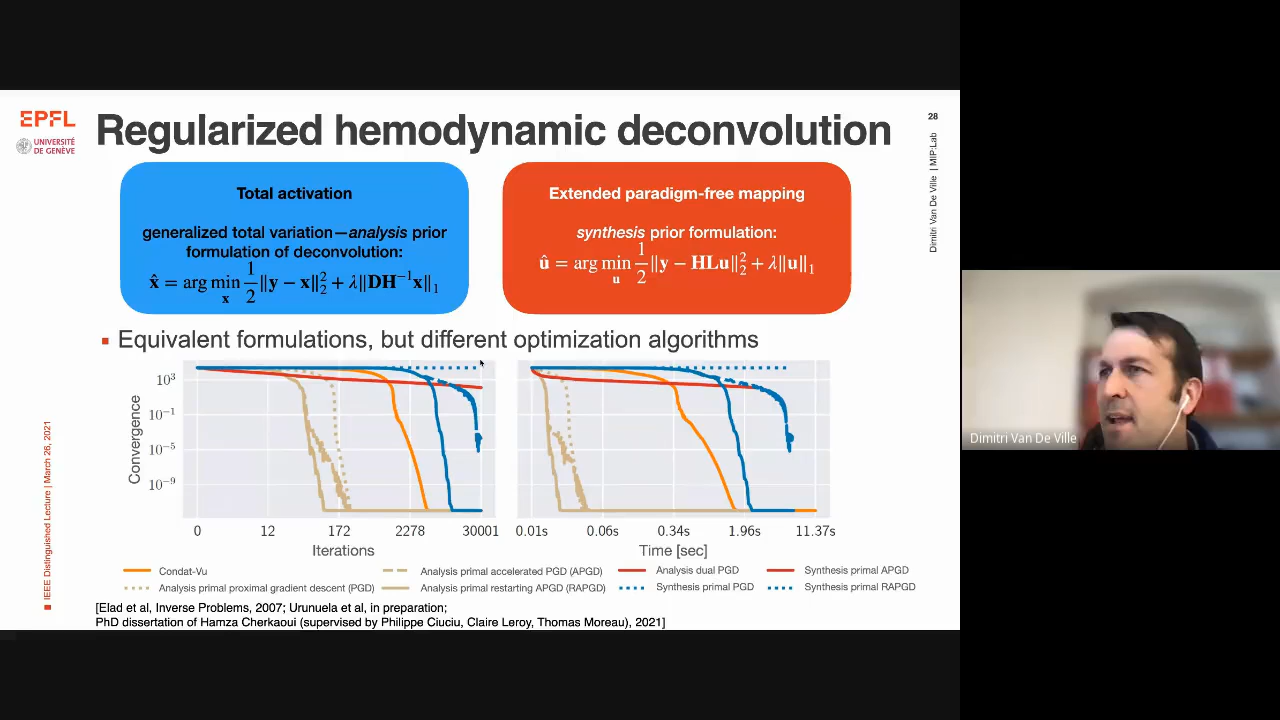 EPFL
UNIVERSITÉ
DE GENÈVE
Regularized hemodynamic deconvolution
28
Dimitri Van De Ville | MIP:Lab
Total activation
generalized total variation—analysis prior
formulation of deconvolution:
x̂ = arg min_x 1/2 ‖y − x‖₂² + λ‖DH⁻¹x‖₁
Extended paradigm-free mapping
synthesis prior formulation:
û = arg min_u 1/2 ‖y − HLu‖₂² + λ‖u‖₁
Equivalent formulations, but different optimization algorithms
Convergence
10³
10⁻¹
10⁻⁵
10⁻⁹
0 12 172 2278 30001
Iterations
0.01s 0.06s 0.34s 1.96s 11.37s
Time [sec]
Condat-Vu
Analysis primal accelerated PGD (APGD)
Analysis dual PGD
Synthesis primal APGD
Analysis primal proximal gradient descent (PGD)
Analysis primal restarting APGD (RAPGD)
Synthesis primal PGD
Synthesis primal RAPGD
[Elad et al, Inverse Problems, 2007; Urunuela et al, in preparation;
PhD dissertation of Hamza Cherkaoui (supervised by Philippe Ciuciu, Claire Leroy, Thomas Moreau), 2021]
IEEE Distinguished Lecture | March 26, 2021
Dimitri Van De Ville